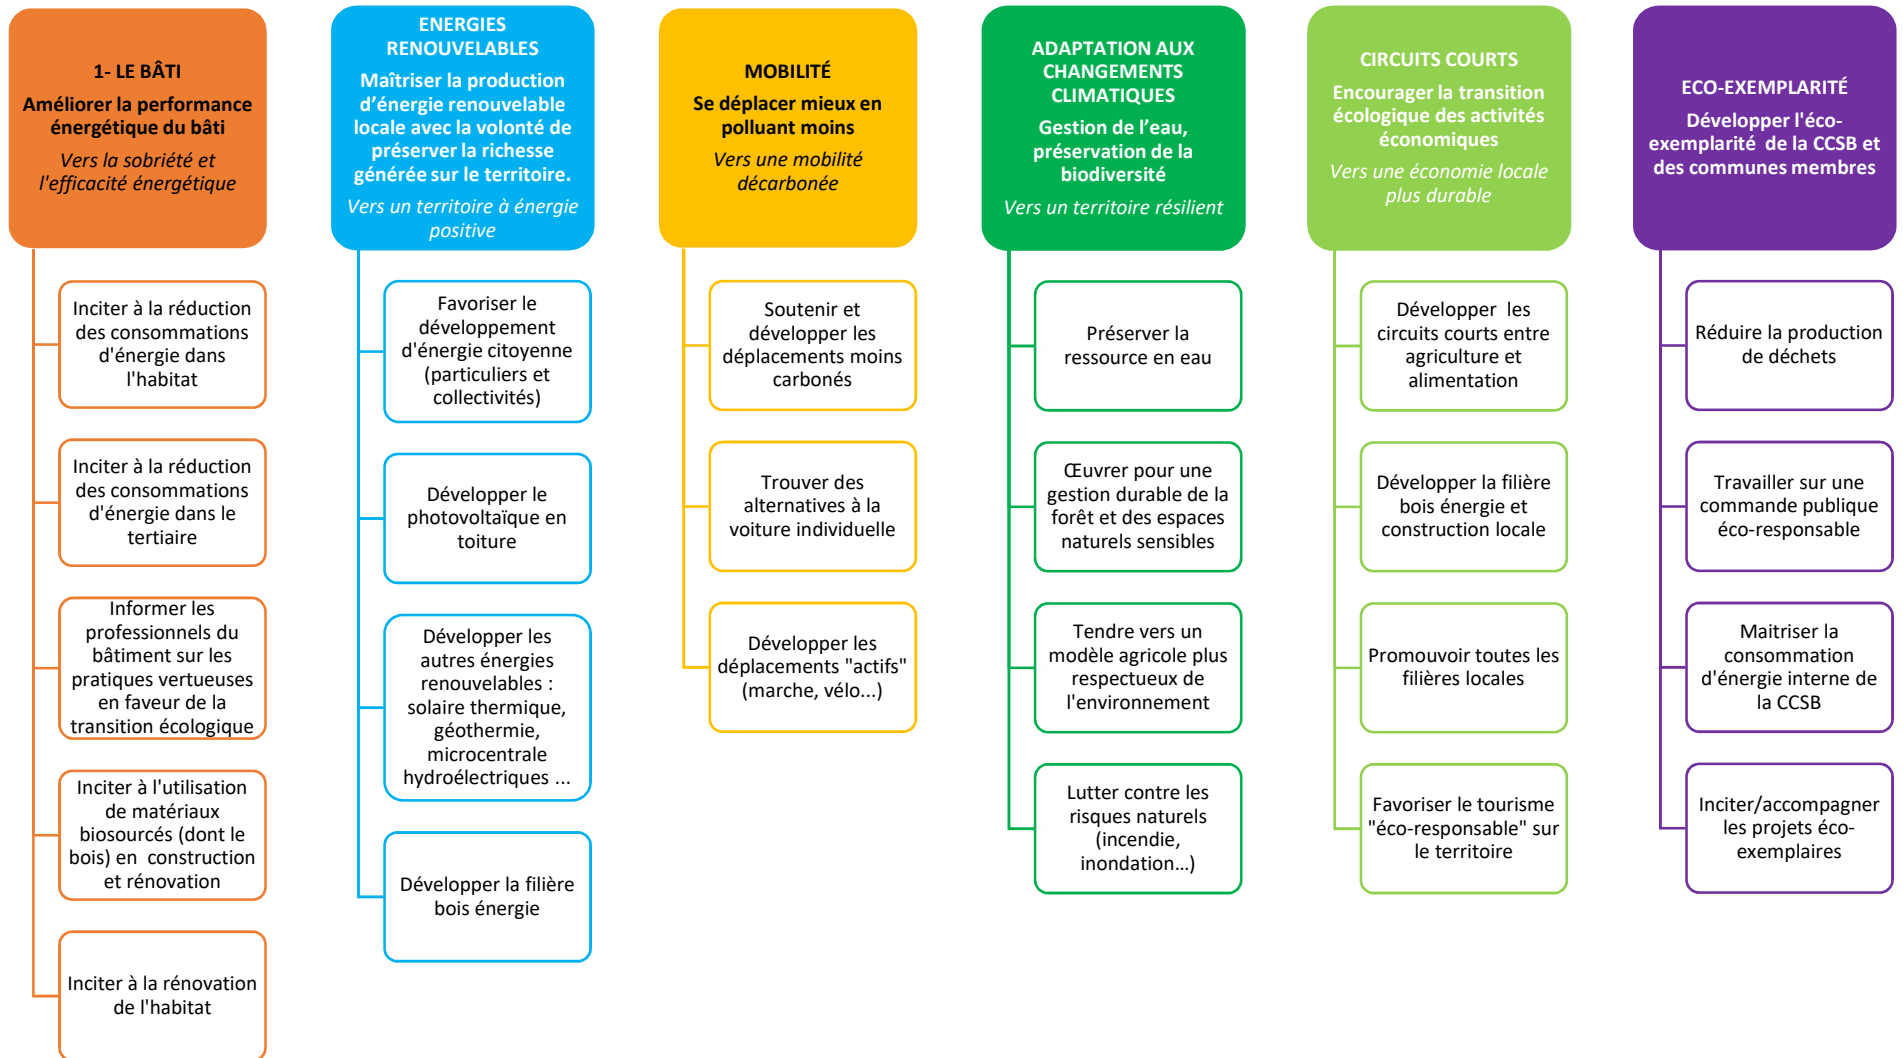 1- LE BÂTI
Améliorer la performance
énergétique du bâti
Vers la sobriété et
l'efficacité énergétique
Inciter à la réduction
des consommations
d'énergie dans
l'habitat
Inciter à la réduction
des consommations
d'énergie dans le
tertiaire
Informer les
professionnels du
bâtiment sur les
pratiques vertueuses
en faveur de la
transition écologique
Inciter à l'utilisation
de matériaux
biosourcés (dont le
bois) en construction
et rénovation
Inciter à la rénovation
de l'habitat
ENERGIES
RENOUVELABLES
Maîtriser la production
d’énergie renouvelable
locale avec la volonté de
préserver la richesse
générée sur le territoire.
Vers un territoire à énergie
positive
Favoriser le
développement
d'énergie citoyenne
(particuliers et
collectivités)
Développer le
photovoltaïque en
toiture
Développer les
autres énergies
renouvelables :
solaire thermique,
géothermie,
microcentrale
hydroélectriques ...
Développer la filière
bois énergie
MOBILITÉ
Se déplacer mieux en
polluant moins
Vers une mobilité
décarbonée
Soutenir et
développer les
déplacements moins
carbonés
Trouver des
alternatives à la
voiture individuelle
Développer les
déplacements "actifs"
(marche, vélo...)
ADAPTATION AUX
CHANGEMENTS
CLIMATIQUES
Gestion de l’eau,
préservation de la
biodiversité
Vers un territoire résilient
Préserver la
ressource en eau
Œuvrer pour une
gestion durable de la
forêt et des espaces
naturels sensibles
Tendre vers un
modèle agricole plus
respectueux de
l'environnement
Lutter contre les
risques naturels
(incendie,
inondation…)
CIRCUITS COURTS
Encourager la transition
écologique des activités
économiques
Vers une économie locale
plus durable
Développer les
circuits courts entre
agriculture et
alimentation
Développer la filière
bois énergie et
construction locale
Promouvoir toutes les
filières locales
Favoriser le tourisme
"éco-responsable" sur
le territoire
ECO-EXEMPLARITÉ
Développer l'éco-
exemplarité de la CCSB et
des communes membres
Réduire la production
de déchets
Travailler sur une
commande publique
éco-responsable
Maitriser la
consommation
d'énergie interne de
la CCSB
Inciter/accompagner
les projets éco-
exemplaires